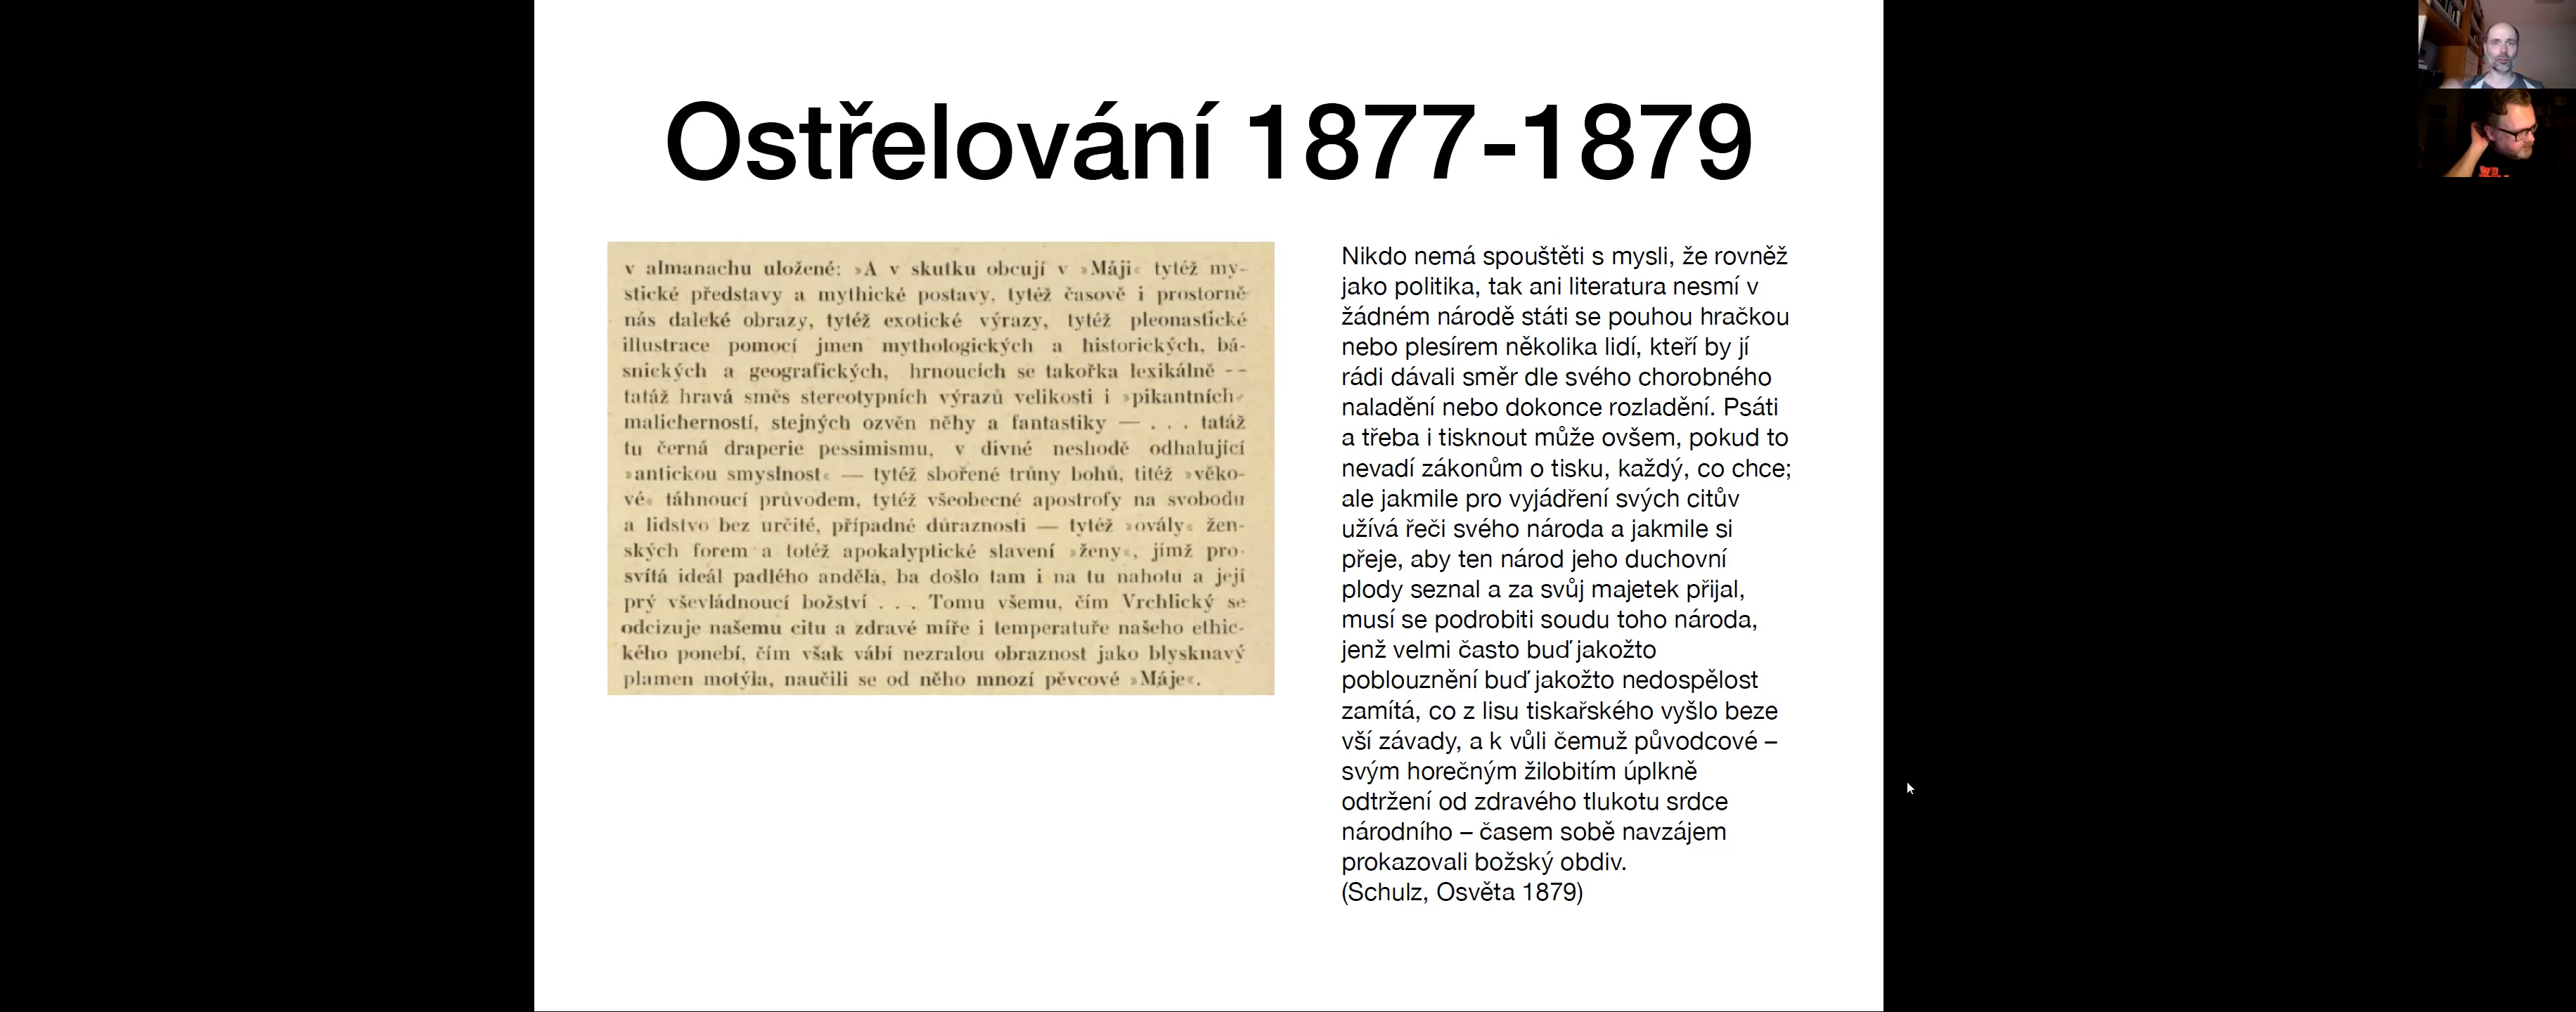 Ostřelování 1877-1879
v almanachu uložené: »A v skutku obcují v »Máji« tytéž my-
stické představy a mythické postavy, tytéž časově i prostorně
nás daleké obrazy, tytéž exotické výrazy, tytéž pleonastické
illustrace pomocí jmen mythologických a historických, bá-
snických a geografických, hrnoucích se takořka lexikálně --
tatáž hravá směs stereotypních výrazů velikosti i »pikantních«
malicherností, stejných ozvěn něhy a fantastiky — . . . tatáž
tu černá draperie pessimismu, v divné neshodě odhalující
»antickou smyslnost« — tytéž sbořené trůny bohů, titéž »věko-
vé« táhnoucí průvodem, tytéž všeobecné apostrofy na svobodu
a lidstvo bez určité, případné důraznosti — tytéž »ovály« žen-
ských forem a totéž apokalyptické slavení »ženy«, jímž pro-
svítá ideál padlého anděla, ba došlo tam i na tu nahotu a její
prý vševládnoucí božství . . . Tomu všemu, čím Vrchlický se
odcizuje našemu citu a zdravé míře i temperatuře našeho ethic-
kého ponebí, čím však vábí nezralou obraznost jako blysknavý
plamen motýla, naučili se od něho mnozí pěvcové »Máje«.
Nikdo nemá spouštěti s mysli, že rovněž
jako politika, tak ani literatura nesmí v
žádném národě státi se pouhou hračkou
nebo plesírem několika lidí, kteří by jí
rádi dávali směr dle svého chorobného
naladění nebo dokonce rozladění. Psáti
a třeba i tisknout může ovšem, pokud to
nevadí zákonům o tisku, každý, co chce;
ale jakmile pro vyjádření svých citův
užívá řeči svého národa a jakmile si
přeje, aby ten národ jeho duchovní
plody seznal a za svůj majetek přijal,
musí se podrobiti soudu toho národa,
jenž velmi často buď jakožto
poblouznění buď jakožto nedospělost
zamítá, co z lisu tiskařského vyšlo beze
vší závady, a k vůli čemuž původcové –
svým horečným žilobitím úplkně
odtržení od zdravého tlukotu srdce
národního – časem sobě navzájem
prokazovali božský obdiv.
(Schulz, Osvěta 1879)